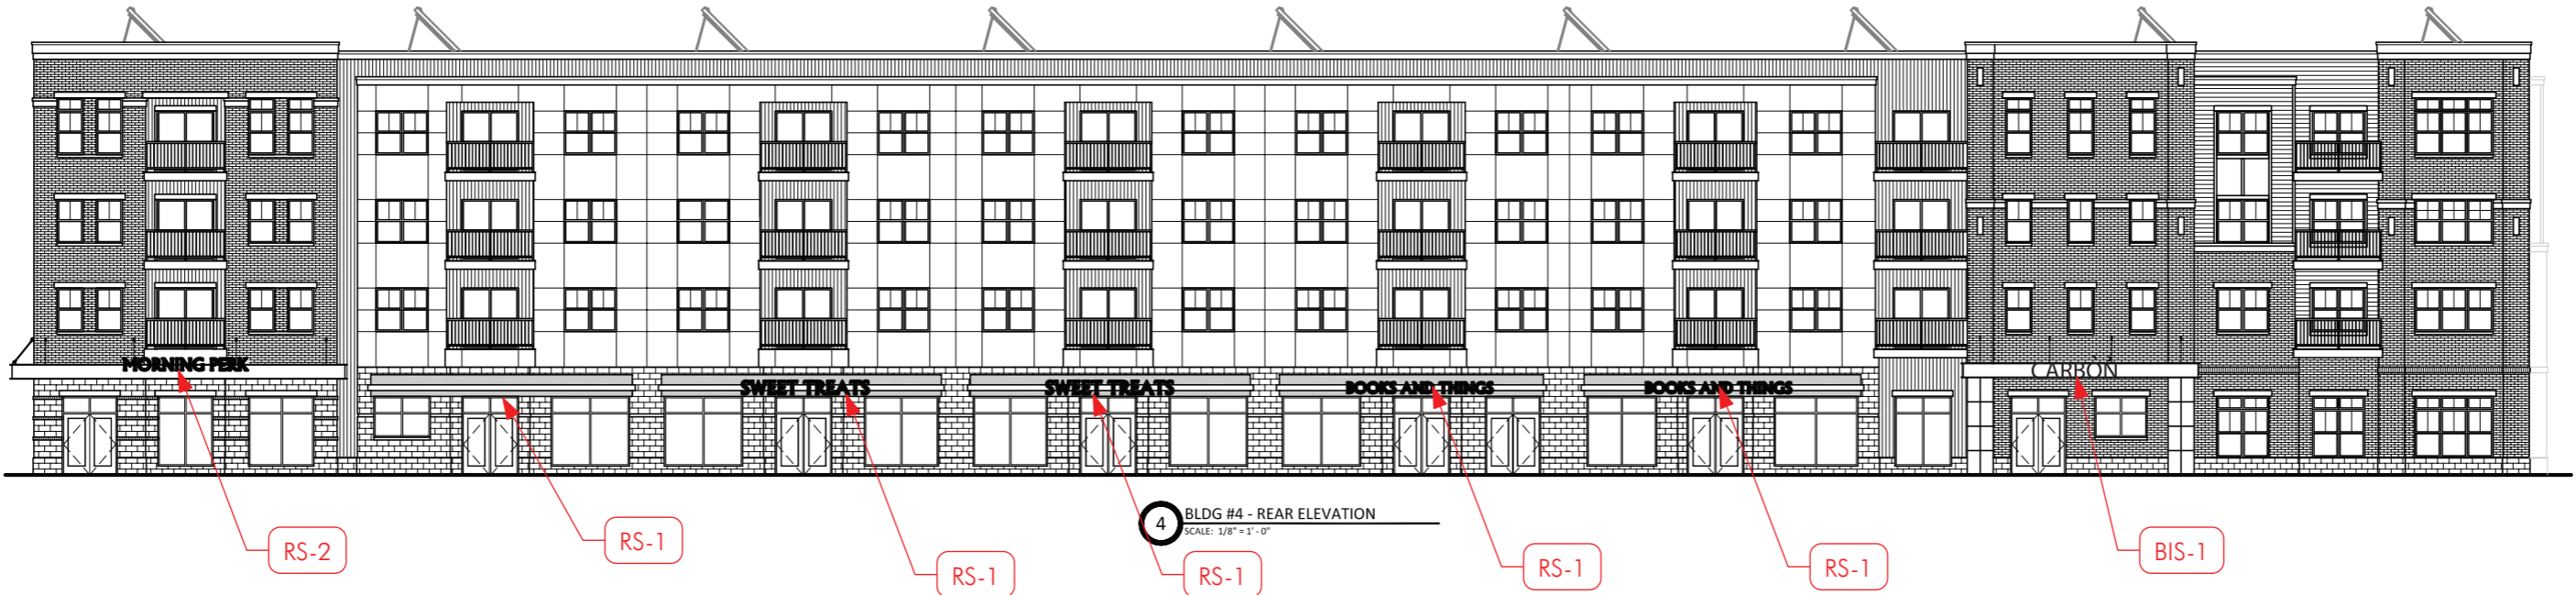 MORNING PERK
SWEET TREATS
SWEET TREATS
BOOKS AND THINGS
BOOKS AND THINGS
CARBON
4
BLDG #4 - REAR ELEVATION
SCALE: 1/8" = 1' - 0"
RS-2
RS-1
RS-1
RS-1
RS-1
RS-1
BIS-1